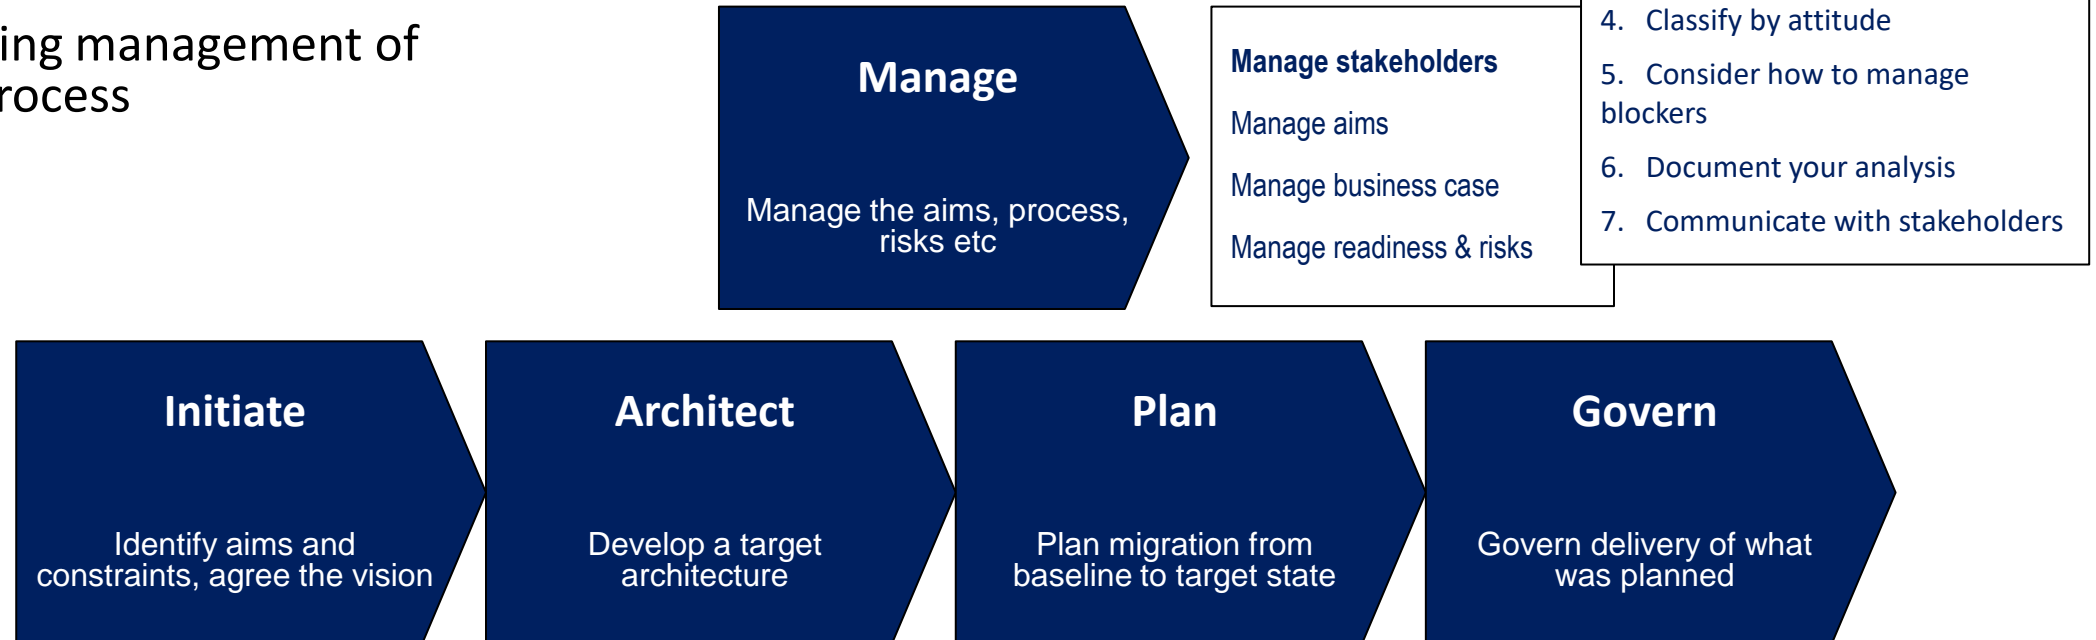 ing management of
rocess
Manage
Manage the aims, process,
risks etc
Manage stakeholders
Manage aims
Manage business case
Manage readiness & risks
4. Classify by attitude
5. Consider how to manage
blockers
6. Document your analysis
7. Communicate with stakeholders
Initiate
Identify aims and
constraints, agree the vision
Architect
Develop a target
architecture
Plan
Plan migration from
baseline to target state
Govern
Govern delivery of what
was planned